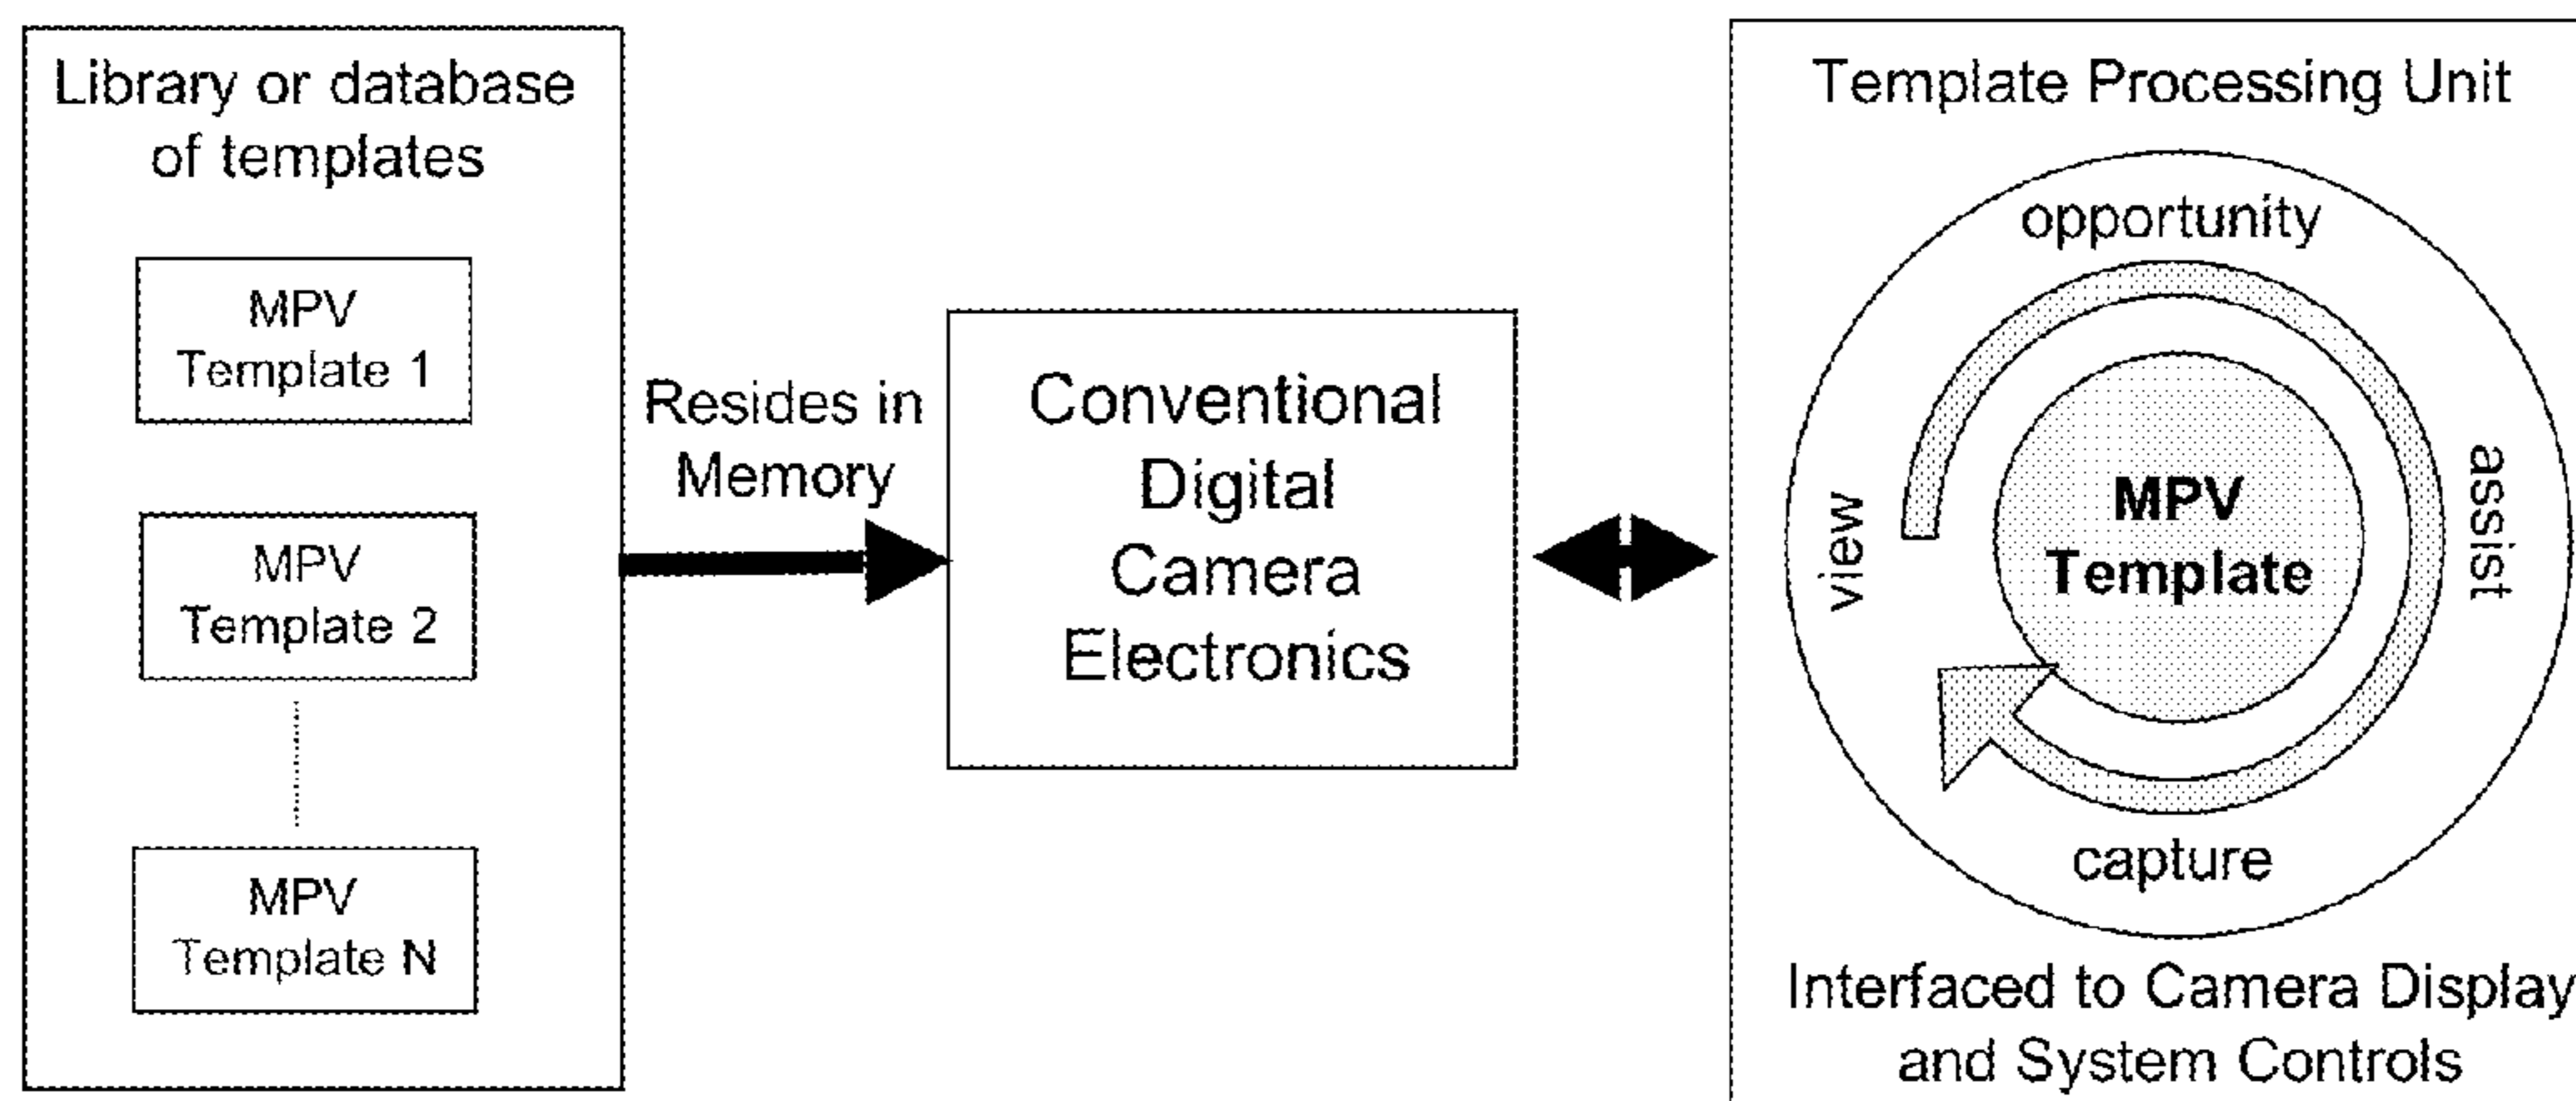 Library or database
of templates
MPV
Template 1
MPV
Template 2
MPV
Template N
Resides in
Memory
Conventional
Digital
Camera
Electronics
Template Processing Unit
opportunity
view
MPV
Template
assist
capture
Interfaced to Camera Display
and System Controls